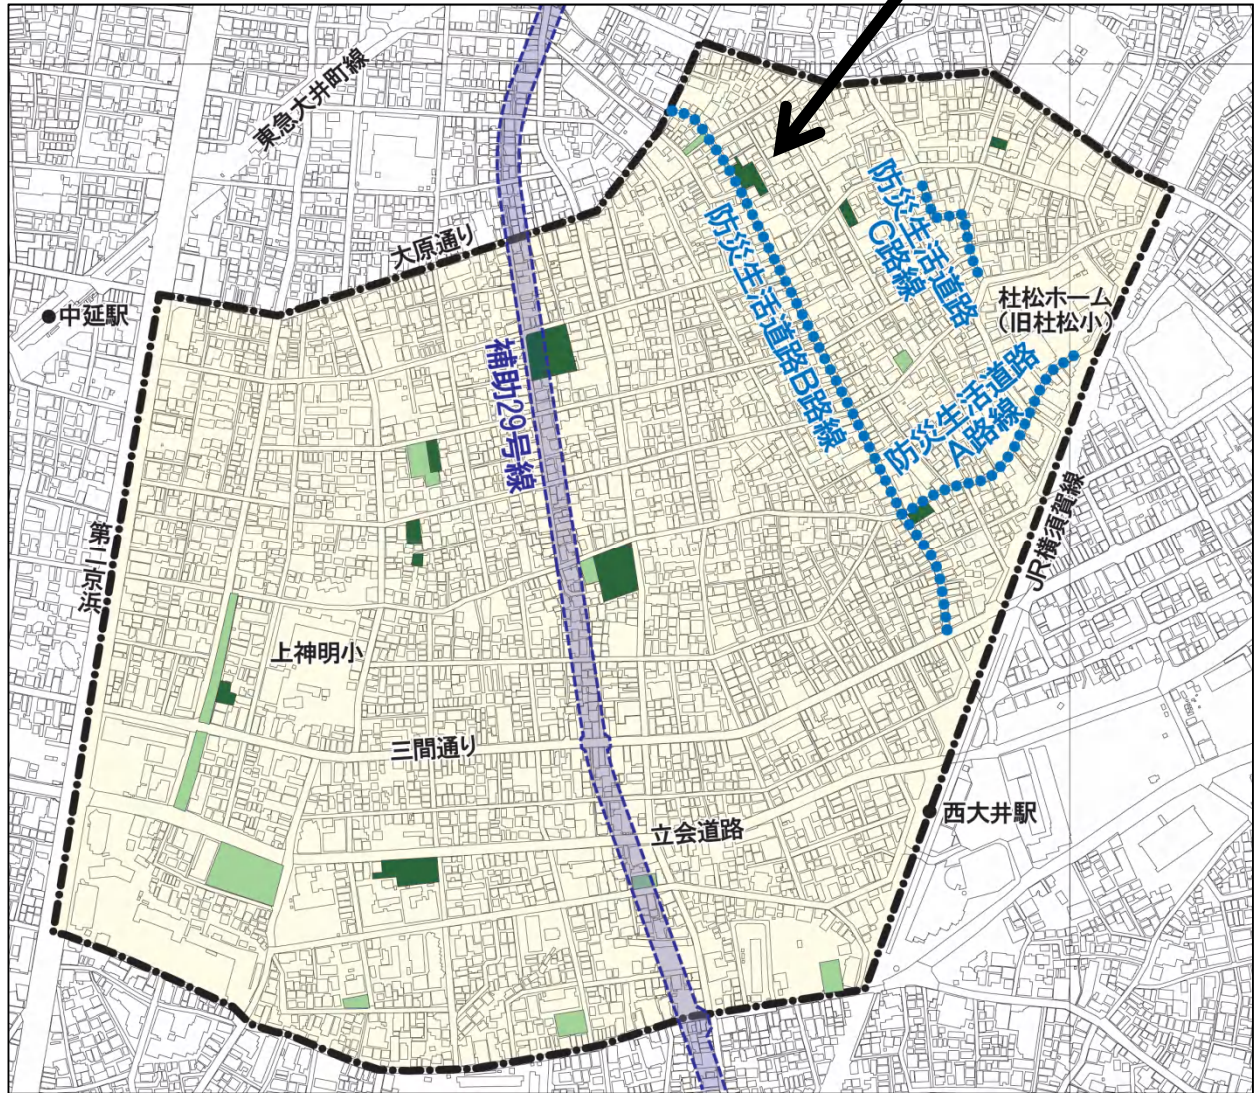 東急大井町線
大原通り
中延駅
防災生活道路
C路線
防災生活道路B路線
杜松ホーム
(旧杜松小)
防災生活道路
A路線
補助29号線
第二京浜
JR横須賀線
上神明小
三間通り
立会道路
西大井駅